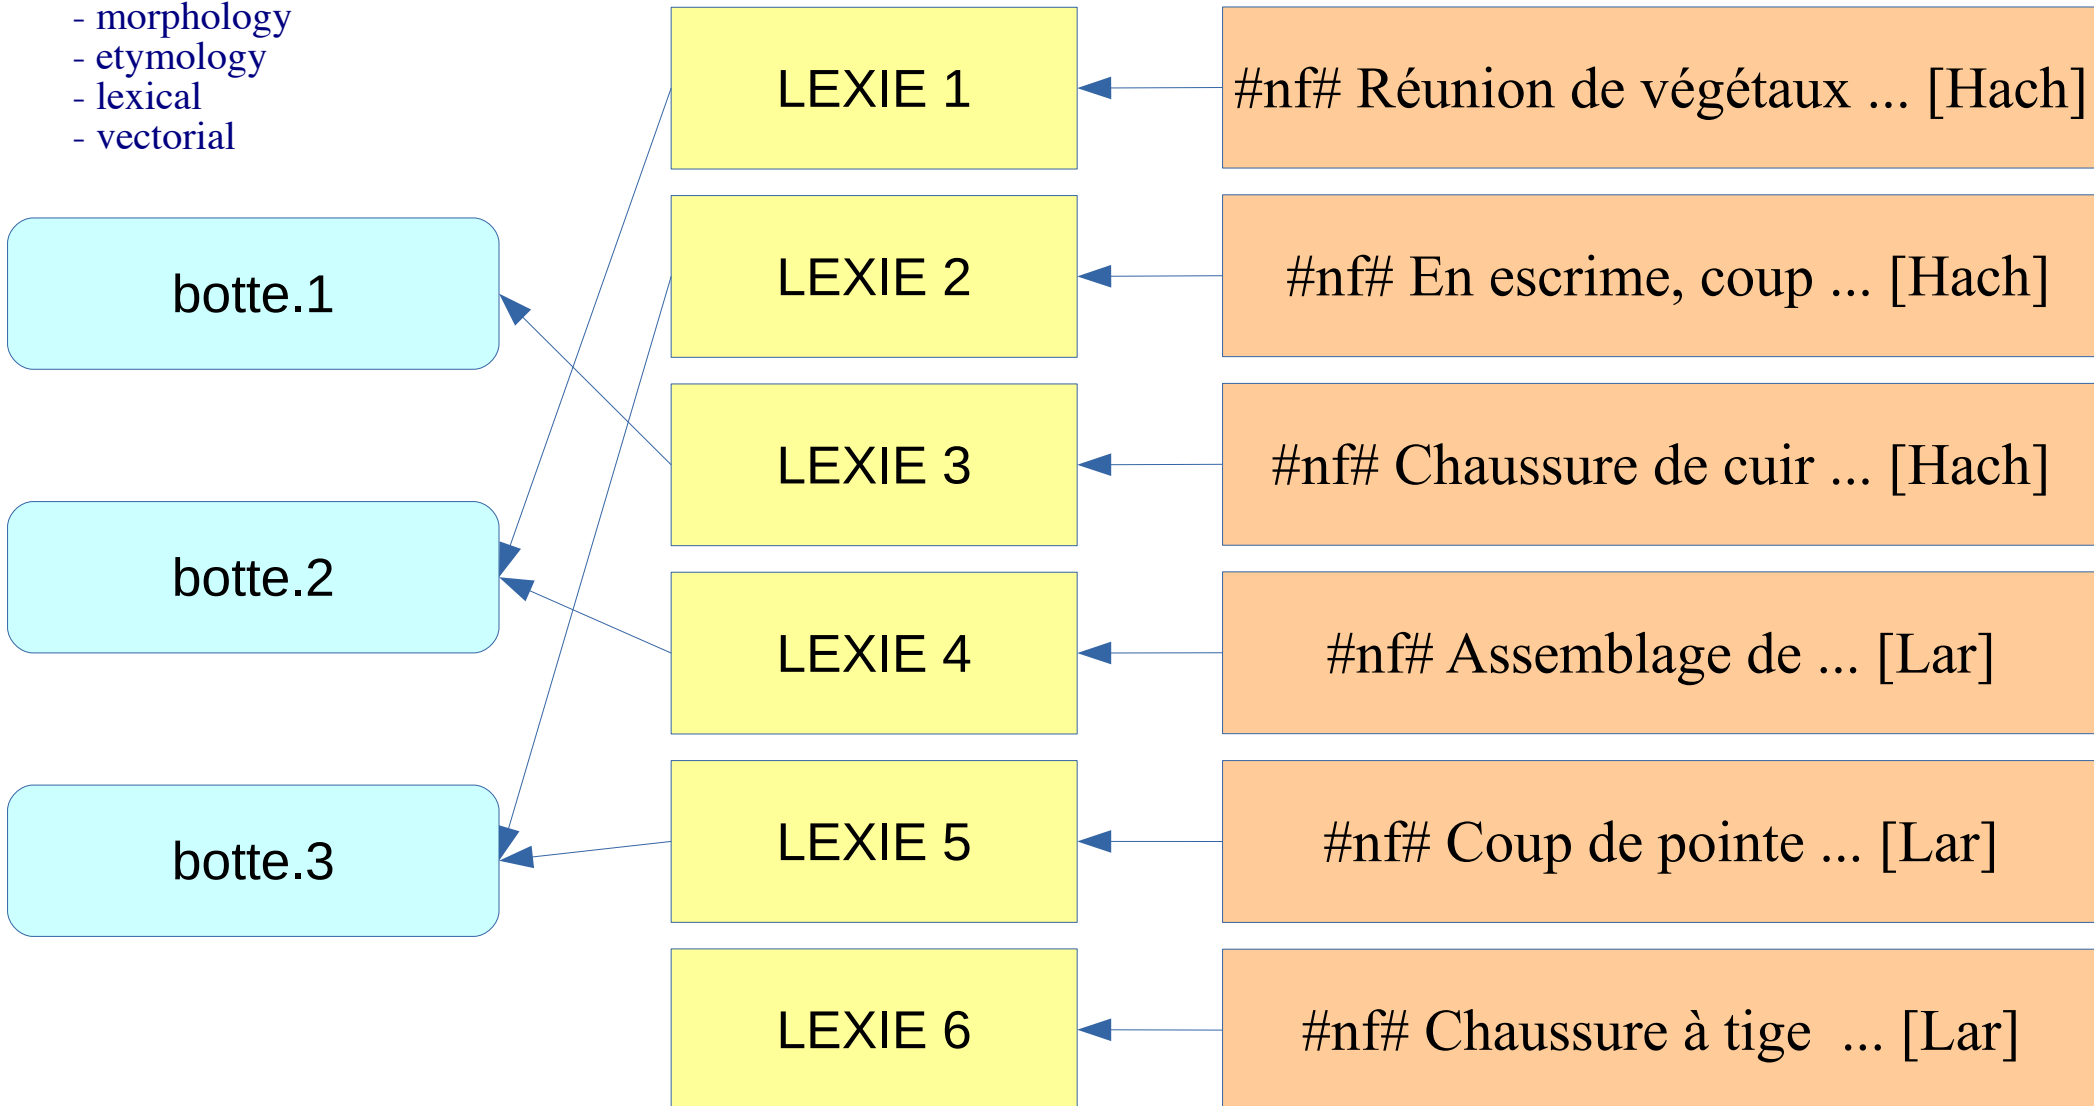 - morphology
- etymology
- lexical
- vectorial
botte.1
botte.2
botte.3
LEXIE 1
LEXIE 2
LEXIE 3
LEXIE 4
LEXIE 5
LEXIE 6
#nf# Réunion de végétaux ... [Hach]
#nf# En escrime, coup ... [Hach]
#nf# Chaussure de cuir ... [Hach]
#nf# Assemblage de ... [Lar]
#nf# Coup de pointe ... [Lar]
#nf# Chaussure à tige  ... [Lar]